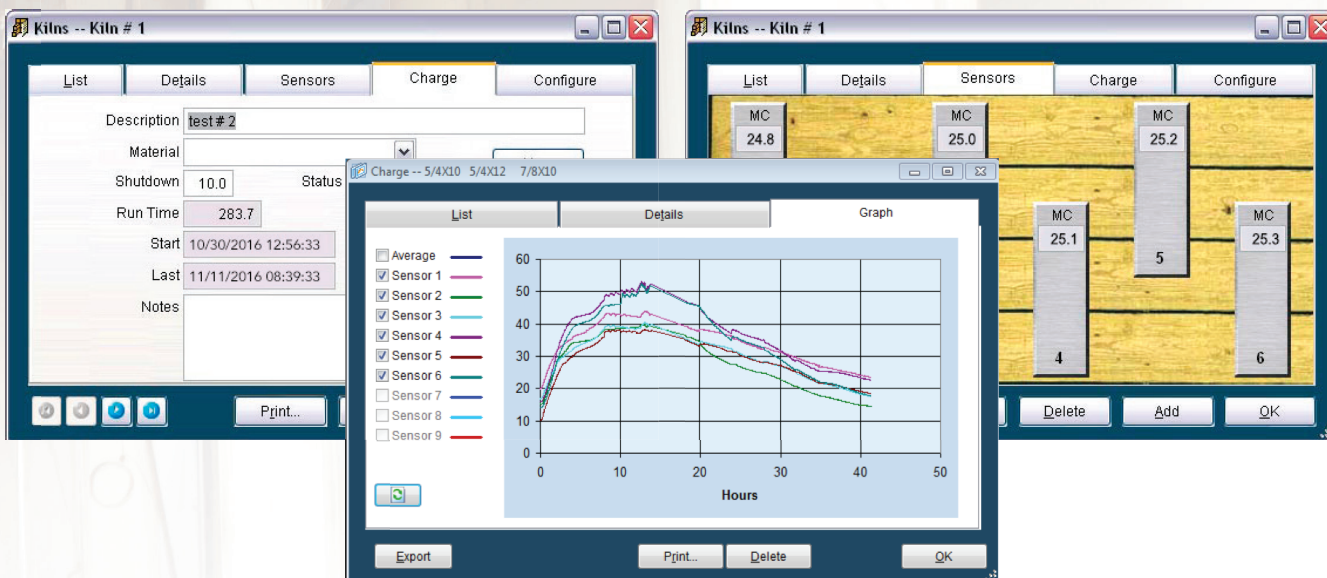 Kilns -- Kiln # 1
List Details Sensors Charge Configure
Description test # 2
Material
Shutdown 10.0 Status
Run Time 283.7
Start 10/30/2016 12:56:33
Last 11/11/2016 08:39:33
Notes
Print...
Kilns -- Kiln # 1
List Details Sensors Charge Configure
MC MC MC
24.8 25.0 25.2
MC MC
25.1 25.3
5
4 6
Delete Add OK
Charge -- 5/4X10 5/4X12 7/8X10
List Details Graph
Average
Sensor 1
Sensor 2
Sensor 3
Sensor 4
Sensor 5
Sensor 6
Sensor 7
Sensor 8
Sensor 9
60
50
40
30
20
10
0
0 10 20 30 40 50
Hours
Export Print... Delete OK